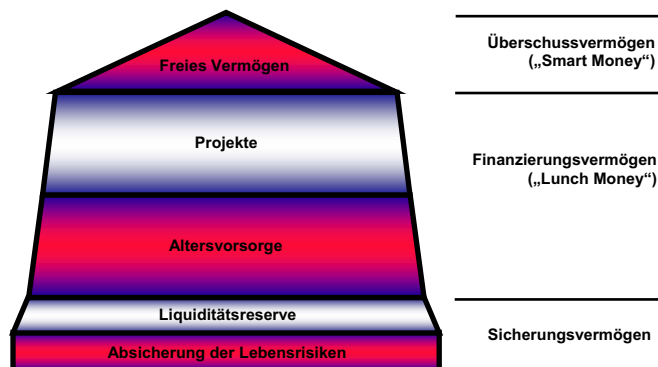 Freies Vermögen
Projekte
Altersvorsorge
Liquiditätsreserve
Absicherung der Lebensrisiken
Überschussvermögen
(„Smart Money“)
Finanzierungsvermögen
(„Lunch Money“)
Sicherungsvermögen